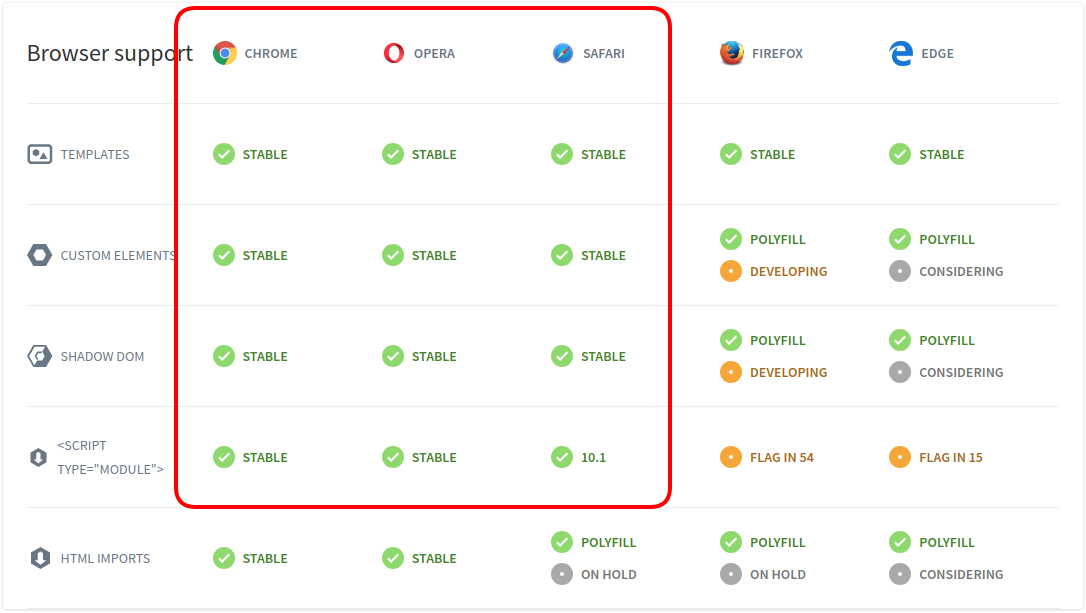 Browser support CHROME OPERA SAFARI FIREFOX EDGE
TEMPLATES STABLE STABLE STABLE STABLE STABLE
CUSTOM ELEMENTS STABLE STABLE STABLE POLYFILL POLYFILL
DEVELOPING CONSIDERING
SHADOW DOM STABLE STABLE STABLE POLYFILL POLYFILL
DEVELOPING CONSIDERING
<SCRIPT
TYPE="MODULE"> STABLE STABLE 10.1 FLAG IN 54 FLAG IN 15
HTML IMPORTS STABLE STABLE POLYFILL POLYFILL POLYFILL
ON HOLD ON HOLD CONSIDERING